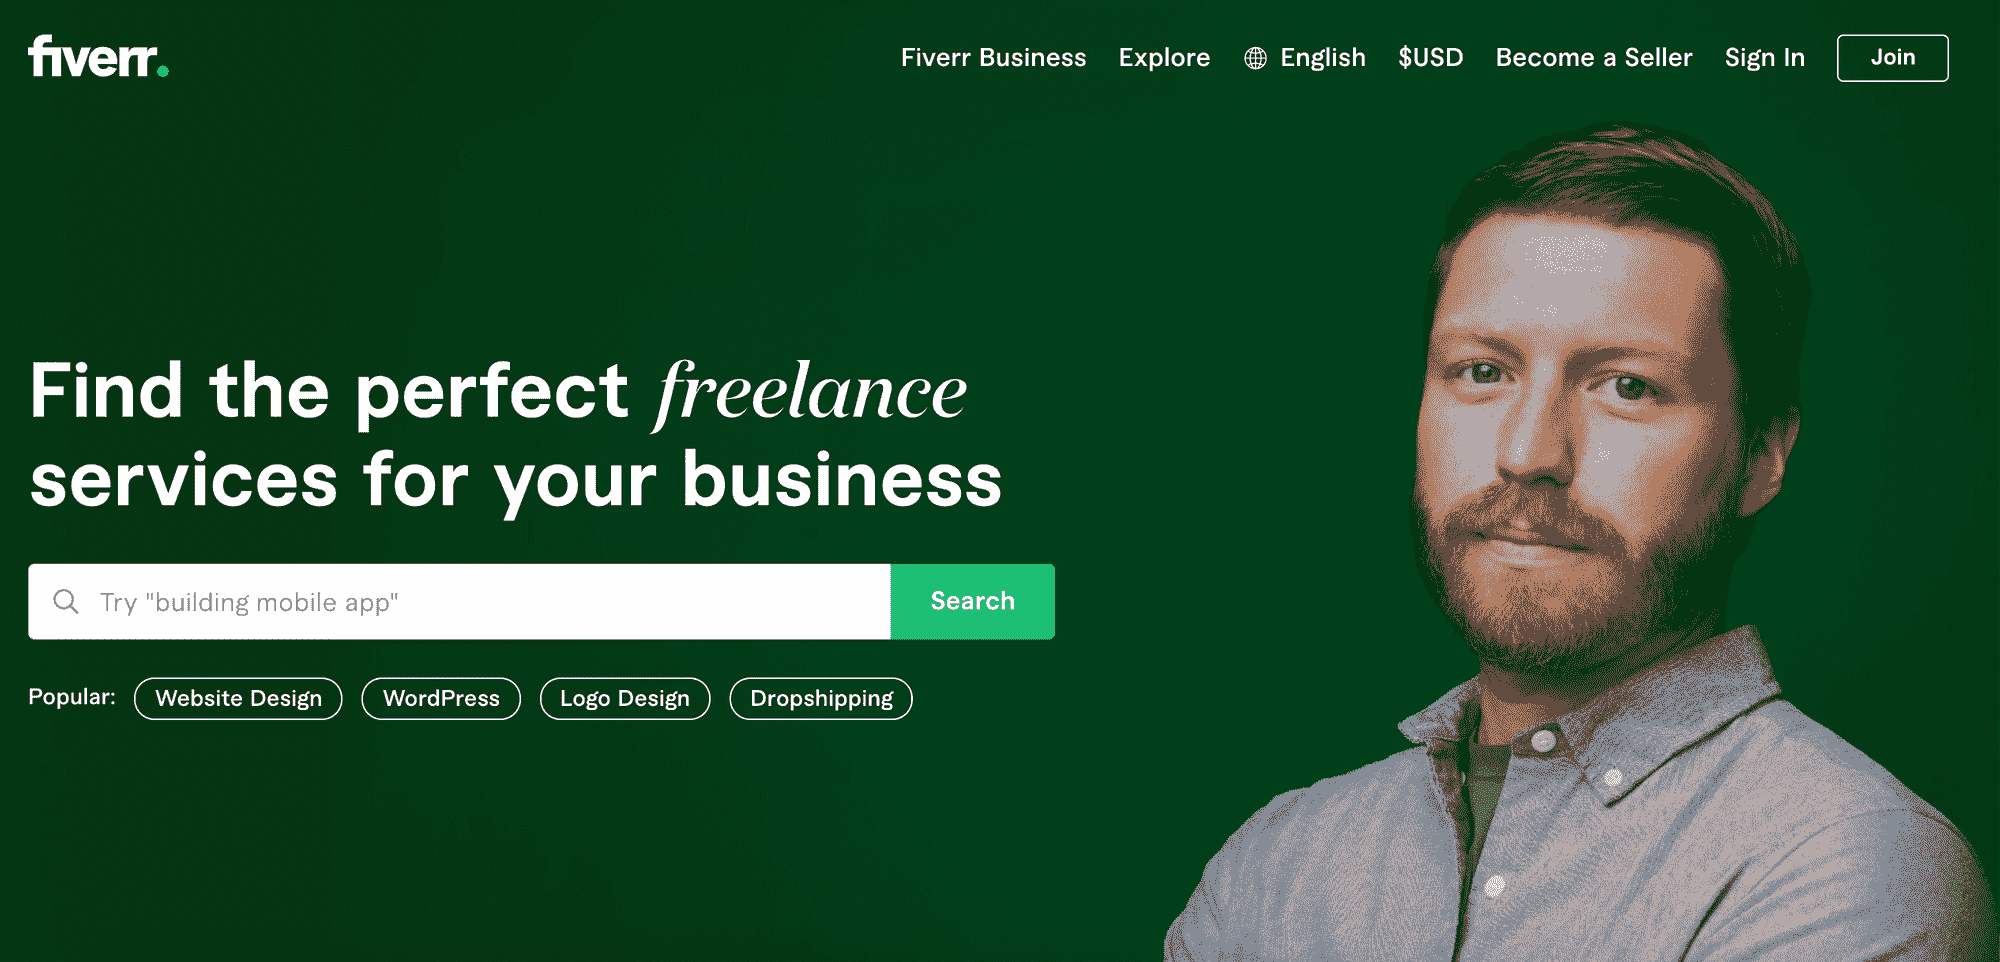 fiverr.
Fiverr Business Explore English $USD Become a Seller Sign In Join
Find the perfect freelance
services for your business
Try "building mobile app" Search
Popular: Website Design WordPress Logo Design Dropshipping